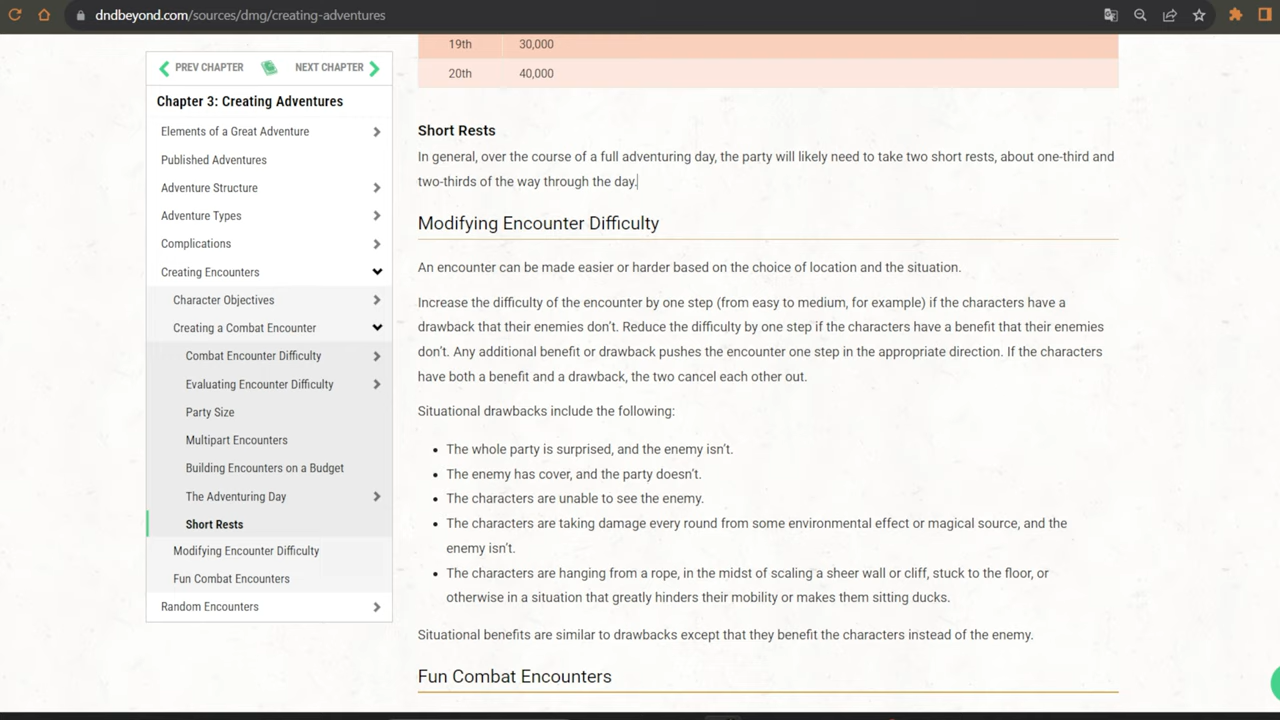 dndbeyond.com/sources/dmg/creating-adventures
PREV CHAPTER
NEXT CHAPTER
Chapter 3: Creating Adventures
Elements of a Great Adventure
Published Adventures
Adventure Structure
Adventure Types
Complications
Creating Encounters
Character Objectives
Creating a Combat Encounter
Combat Encounter Difficulty
Evaluating Encounter Difficulty
Party Size
Multipart Encounters
Building Encounters on a Budget
The Adventuring Day
Short Rests
Modifying Encounter Difficulty
Fun Combat Encounters
Random Encounters
19th 30,000
20th 40,000
Short Rests
In general, over the course of a full adventuring day, the party will likely need to take two short rests, about one-third and
two-thirds of the way through the day.
Modifying Encounter Difficulty
An encounter can be made easier or harder based on the choice of location and the situation.
Increase the difficulty of the encounter by one step (from easy to medium, for example) if the characters have a
drawback that their enemies don’t. Reduce the difficulty by one step if the characters have a benefit that their enemies
don’t. Any additional benefit or drawback pushes the encounter one step in the appropriate direction. If the characters
have both a benefit and a drawback, the two cancel each other out.
Situational drawbacks include the following:
• The whole party is surprised, and the enemy isn’t.
• The enemy has cover, and the party doesn’t.
• The characters are unable to see the enemy.
• The characters are taking damage every round from some environmental effect or magical source, and the
enemy isn’t.
• The characters are hanging from a rope, in the midst of scaling a sheer wall or cliff, stuck to the floor, or
otherwise in a situation that greatly hinders their mobility or makes them sitting ducks.
Situational benefits are similar to drawbacks except that they benefit the characters instead of the enemy.
Fun Combat Encounters